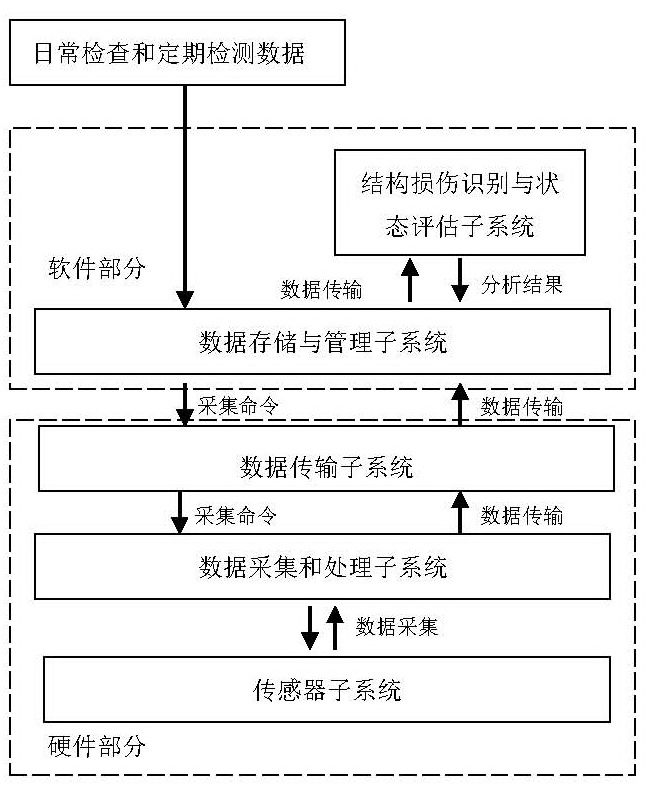 日常检查和定期检测数据
结构损伤识别与状
态评估子系统
软件部分
数据传输
分析结果
数据存储与管理子系统
采集命令
数据传输
数据传输子系统
采集命令
数据传输
数据采集和处理子系统
数据采集
传感器子系统
硬件部分